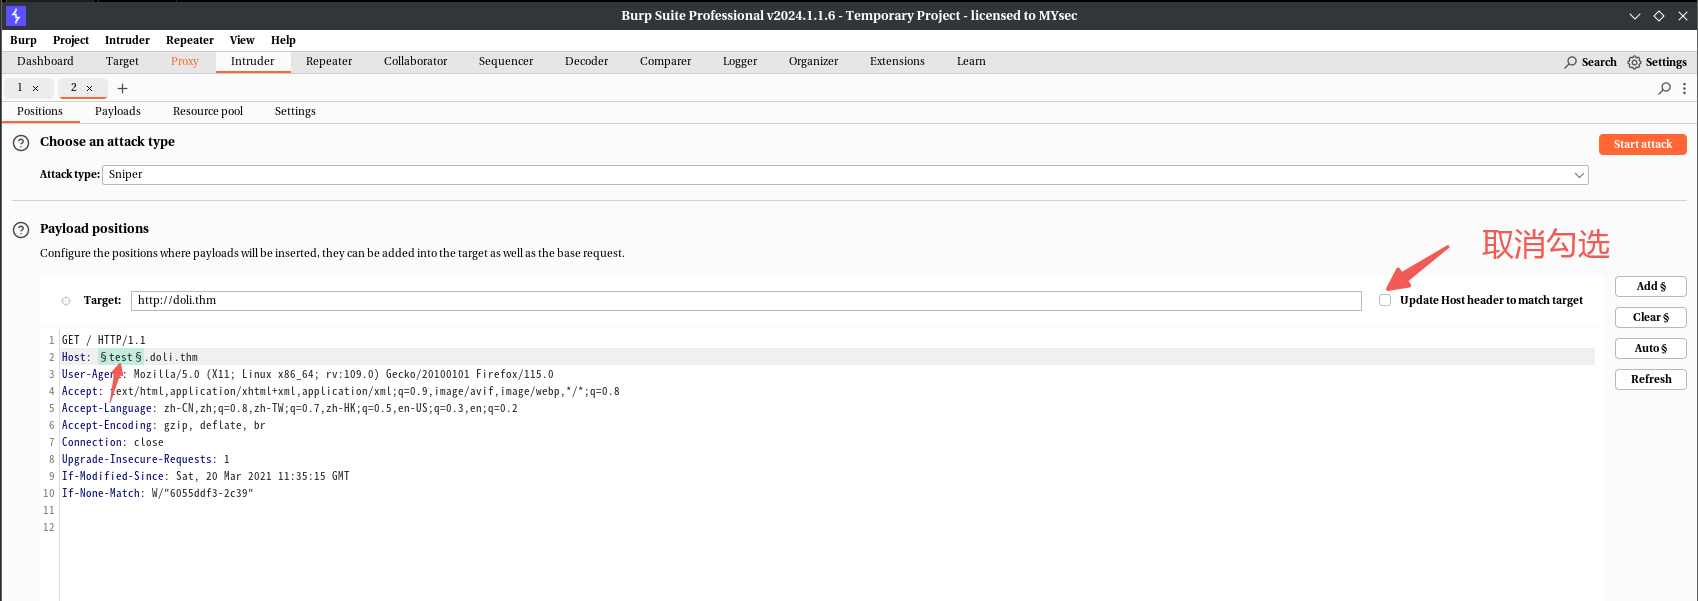 Burp Suite Professional v2024.1.1.6 - Temporary Project - licensed to MYsec
Burp Project Intruder Repeater View Help
Dashboard Target Proxy Intruder Repeater Collaborator Sequencer Decoder Comparer Logger Organizer Extensions Learn Search Settings
1 × 2 × +
Positions Payloads Resource pool Settings
? Choose an attack type Start attack
Attack type: Sniper
? Payload positions
Configure the positions where payloads will be inserted, they can be added into the target as well as the base request.
取消勾选
Add §
Target: http://doli.thm Update Host header to match target
Clear §
Auto §
Refresh
1 GET / HTTP/1.1
2 Host: §test§.doli.thm
3 User-Agent: Mozilla/5.0 (X11; Linux x86_64; rv:109.0) Gecko/20100101 Firefox/115.0
4 Accept: text/html,application/xhtml+xml,application/xml;q=0.9,image/avif,image/webp,*/*;q=0.8
5 Accept-Language: zh-CN,zh;q=0.8,zh-TW;q=0.7,zh-HK;q=0.5,en-US;q=0.3,en;q=0.2
6 Accept-Encoding: gzip, deflate, br
7 Connection: close
8 Upgrade-Insecure-Requests: 1
9 If-Modified-Since: Sat, 20 Mar 2021 11:35:15 GMT
10 If-None-Match: W/"6055ddf3-2c39"
11
12